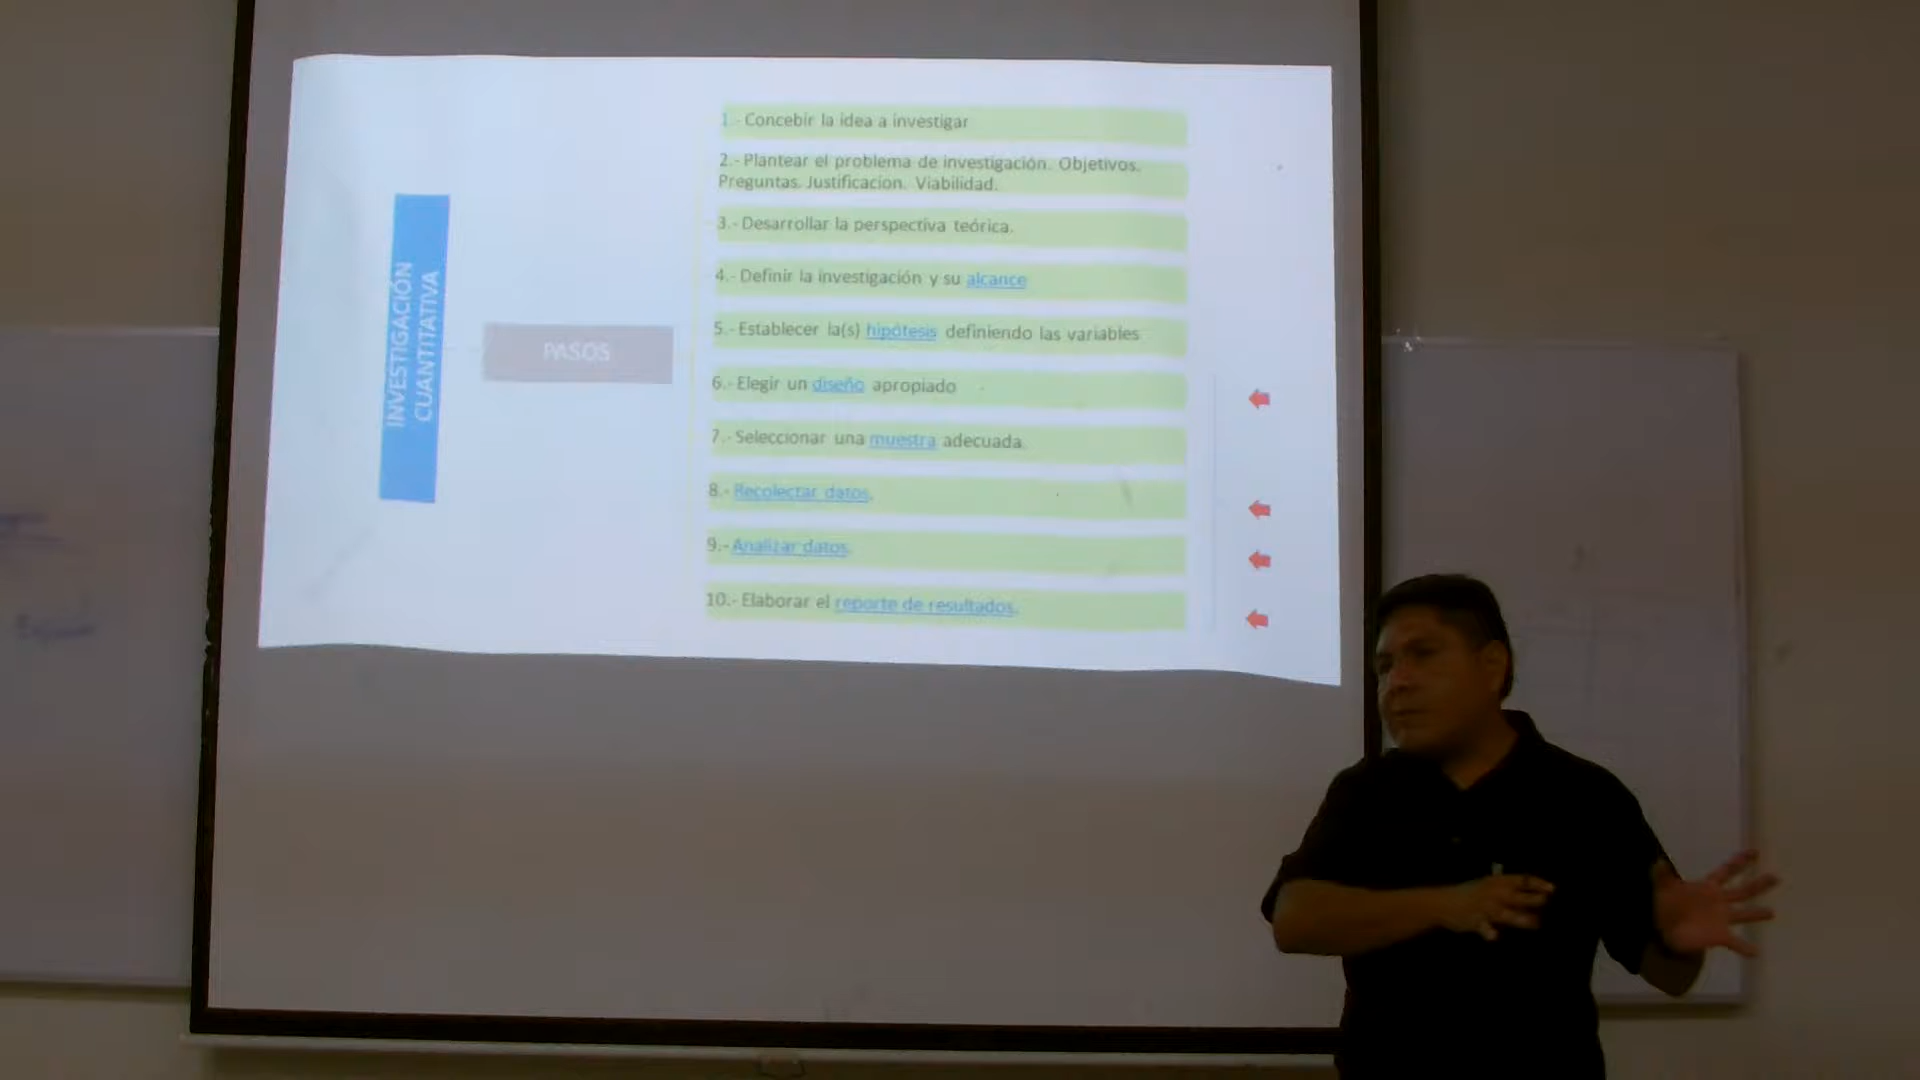 INVESTIGACIÓN
CUANTITATIVA
PASOS
1.- Concebir la idea a investigar
2.- Plantear el problema de investigación. Objetivos.
Preguntas. Justificacion. Viabilidad.
3.- Desarrollar la perspectiva teórica.
4.- Definir la investigación y su alcance
5.- Establecer la(s) hipótesis definiendo las variables
6.- Elegir un diseño apropiado
7.- Seleccionar una muestra adecuada.
8.- Recolectar datos.
9.- Analizar datos.
10.- Elaborar el reporte de resultados.